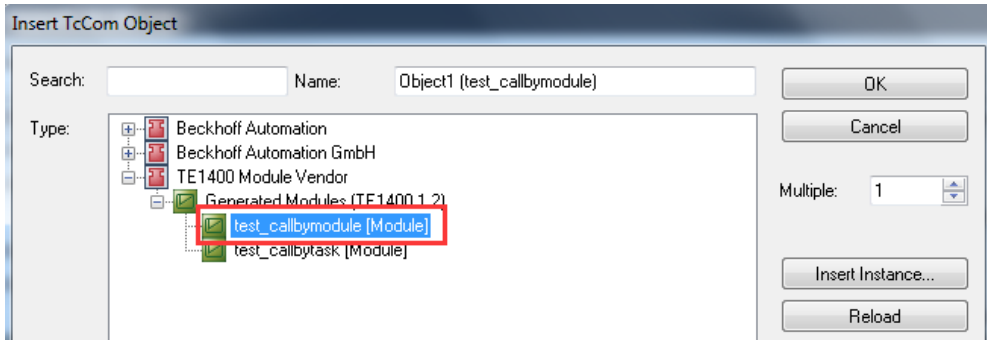 Insert TcCom Object
Search: Name: Object1 (test_callbymodule) OK
Type: Beckhoff Automation Cancel
Beckhoff Automation GmbH
TE1400 Module Vendor
Generated Modules (TE1400 1.2) Multiple: 1
test_callbymodule [Module]
test_callbytask [Module]
Insert Instance...
Reload